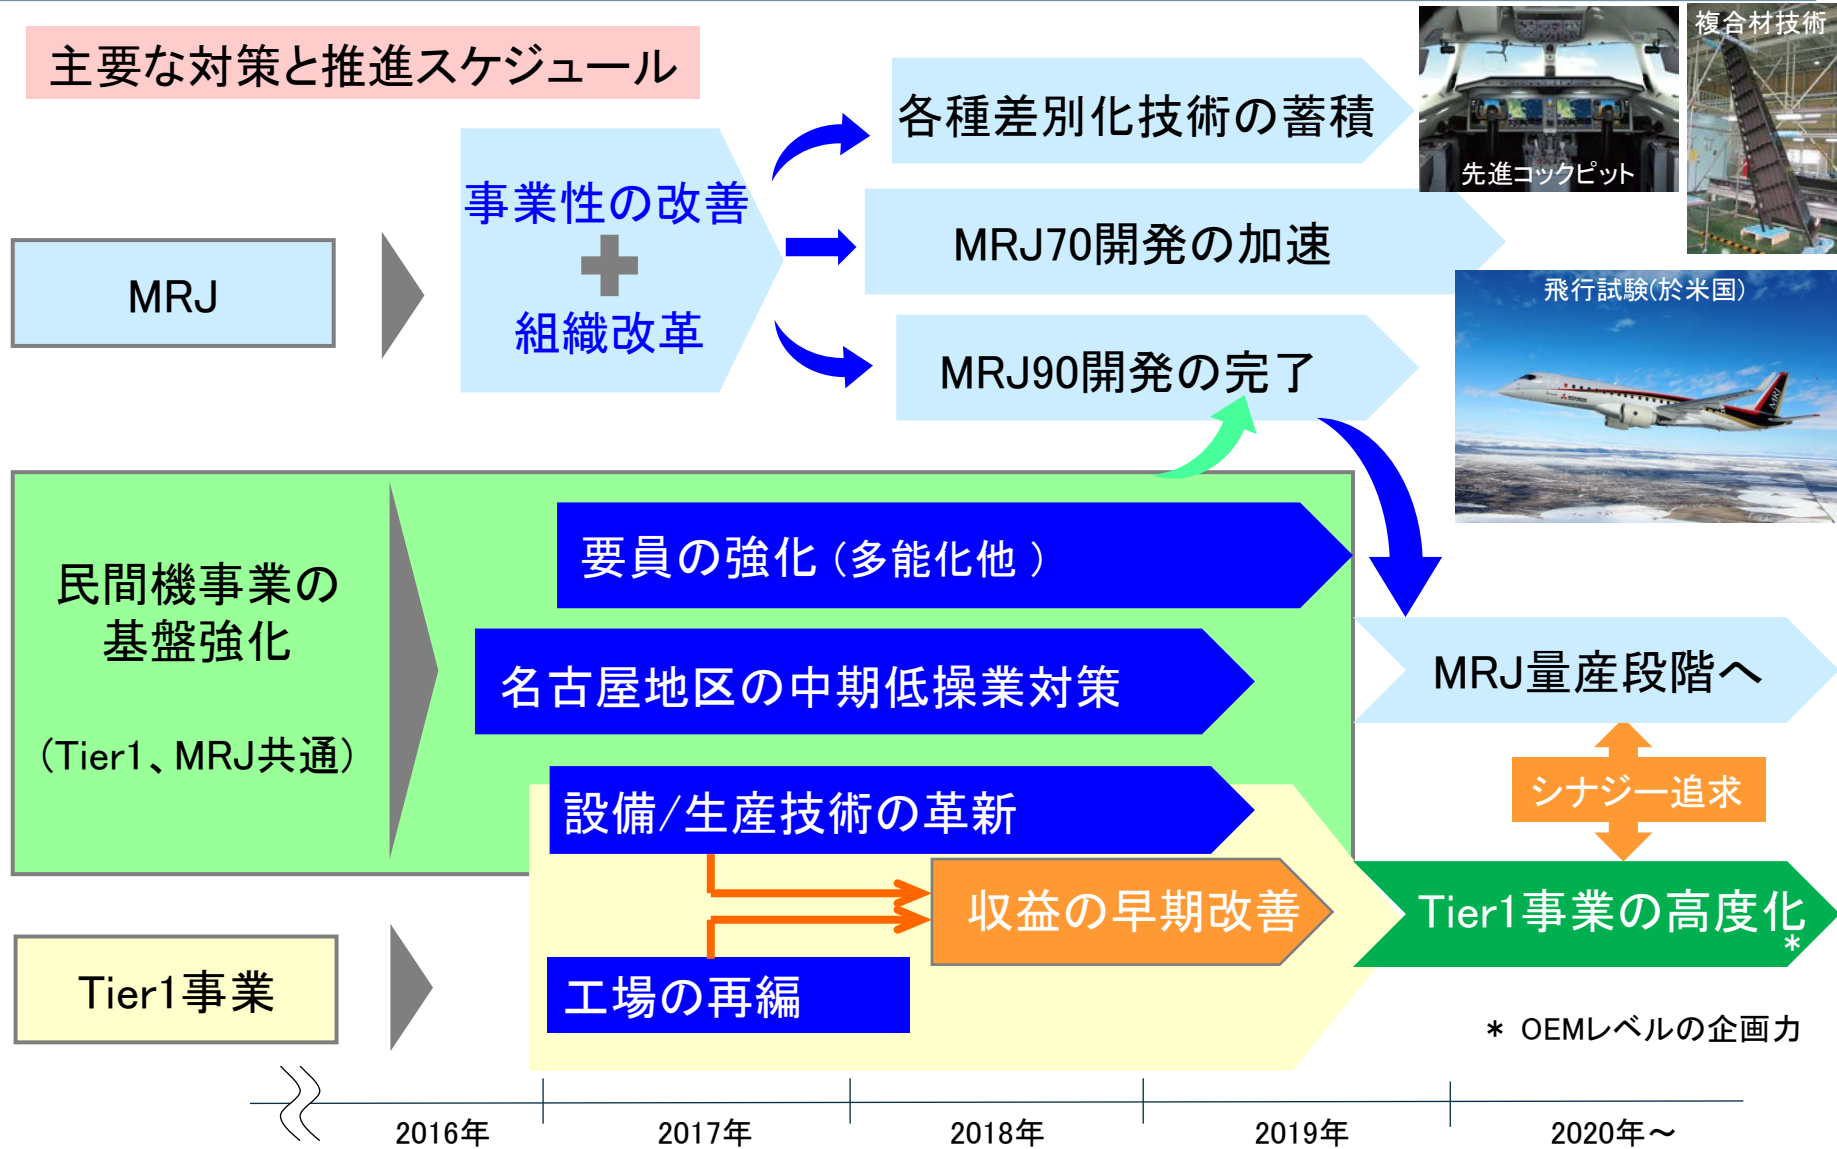 主要な対策と推進スケジュール
複合材技術
先進コックピット
各種差別化技術の蓄積
事業性の改善
組織改革
MRJ
MRJ70開発の加速
飛行試験(於米国)
MRJ90開発の完了
民間機事業の
基盤強化
(Tier1、MRJ共通)
要員の強化 (多能化他 )
名古屋地区の中期低操業対策
MRJ量産段階へ
シナジー追求
設備/生産技術の革新
収益の早期改善
Tier1事業の高度化
*
工場の再編
Tier1事業
* OEMレベルの企画力
2016年
2017年
2018年
2019年
2020年～